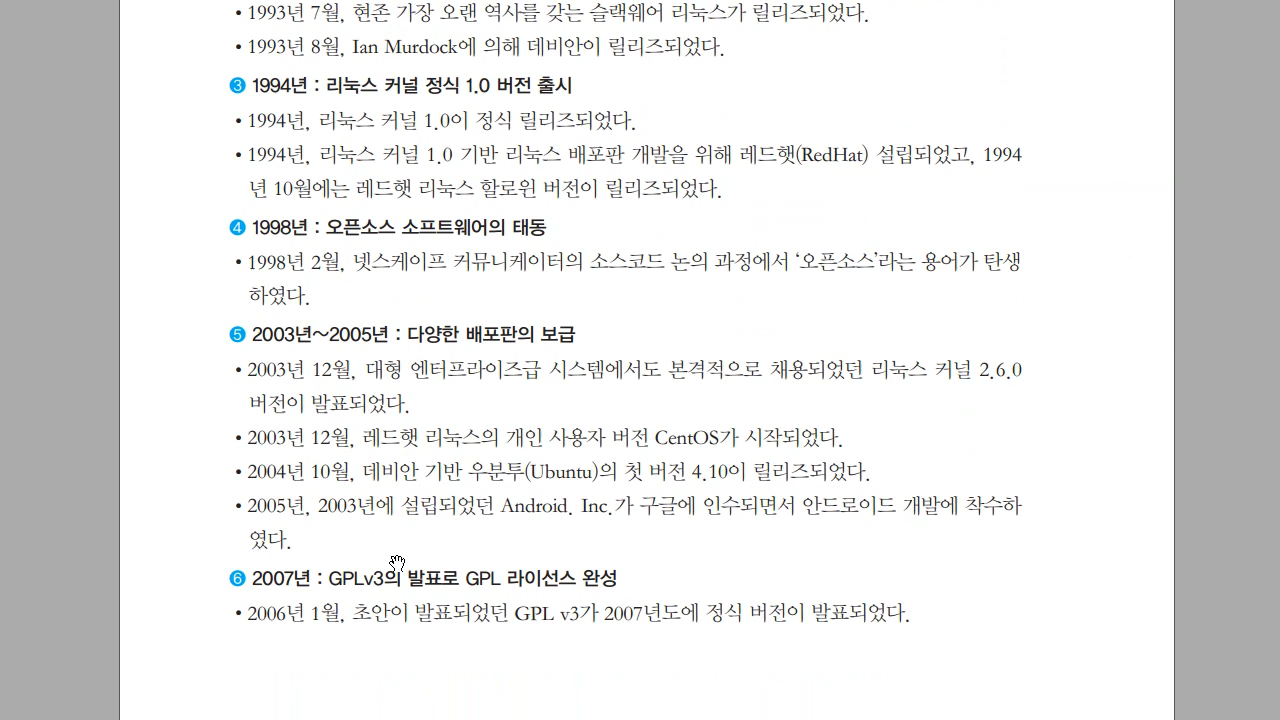 • 1993년 7월, 현존 가장 오랜 역사를 갖는 슬랙웨어 리눅스가 릴리즈되었다.
• 1993년 8월, Ian Murdock에 의해 데비안이 릴리즈되었다.
❸ 1994년 : 리눅스 커널 정식 1.0 버전 출시
• 1994년, 리눅스 커널 1.0이 정식 릴리즈되었다.
• 1994년, 리눅스 커널 1.0 기반 리눅스 배포판 개발을 위해 레드햇(RedHat) 설립되었고, 1994
년 10월에는 레드햇 리눅스 할로윈 버전이 릴리즈되었다.
❹ 1998년 : 오픈소스 소프트웨어의 태동
• 1998년 2월, 넷스케이프 커뮤니케이터의 소스코드 논의 과정에서 ‘오픈소스’라는 용어가 탄생
하였다.
❺ 2003년~2005년 : 다양한 배포판의 보급
• 2003년 12월, 대형 엔터프라이즈급 시스템에서도 본격적으로 채용되었던 리눅스 커널 2.6.0
버전이 발표되었다.
• 2003년 12월, 레드햇 리눅스의 개인 사용자 버전 CentOS가 시작되었다.
• 2004년 10월, 데비안 기반 우분투(Ubuntu)의 첫 버전 4.10이 릴리즈되었다.
• 2005년, 2003년에 설립되었던 Android. Inc.가 구글에 인수되면서 안드로이드 개발에 착수하
였다.
❻ 2007년 : GPLv3의 발표로 GPL 라이선스 완성
• 2006년 1월, 초안이 발표되었던 GPL v3가 2007년도에 정식 버전이 발표되었다.